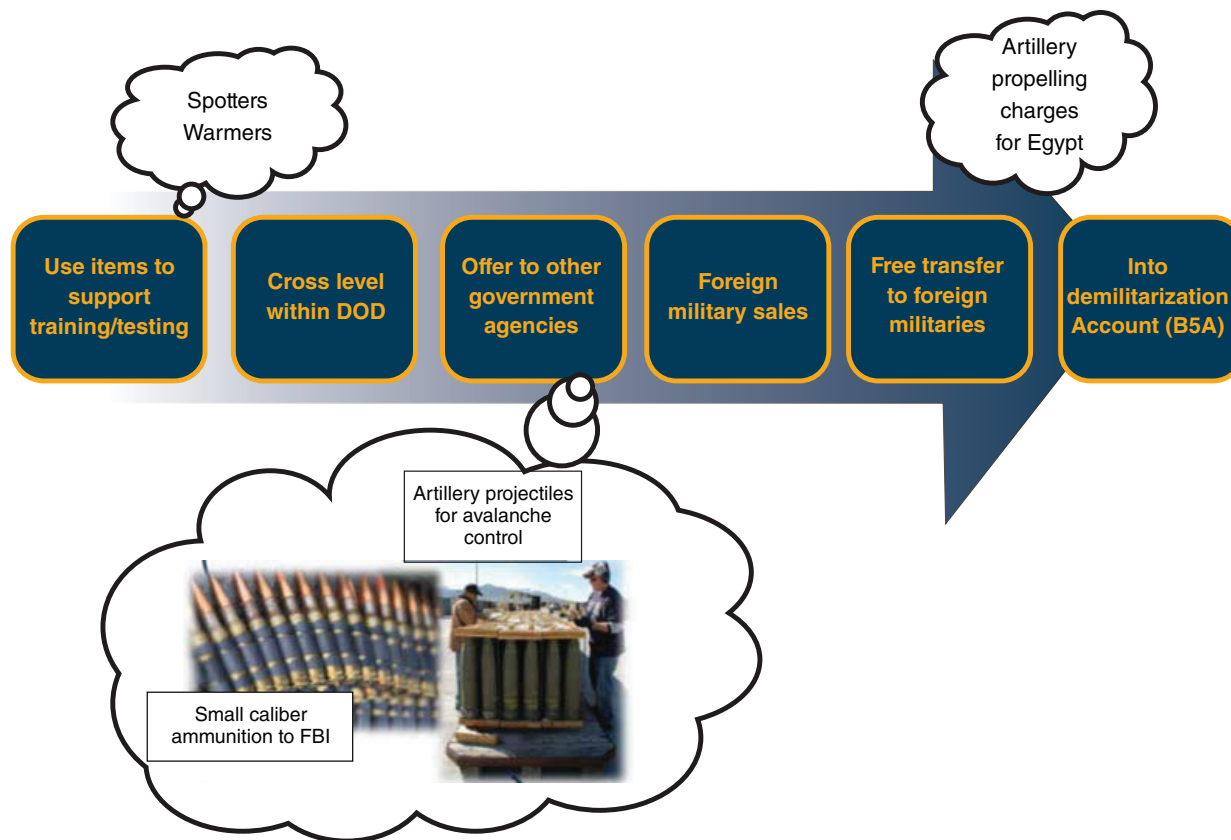 Spotters
Warmers
Artillery
propelling
charges
for Egypt
Use items to
support
training/testing
Cross level
within DOD
Offer to other
government
agencies
Foreign
military sales
Free transfer
to foreign
militaries
Into
demilitarization
Account (B5A)
Artillery projectiles
for avalanche
control
Small caliber
ammunition to FBI